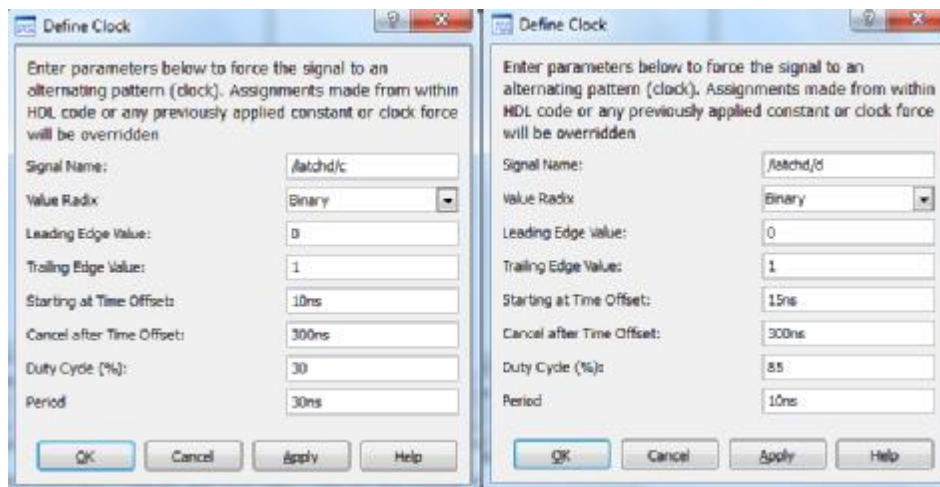 Define Clock
Enter parameters below to force the signal to an
alternating pattern (clock). Assignments made from within
HDL code or any previously applied constant or clock force
will be overridden
Signal Name: /latchd/c
Value Radix Binary
Leading Edge Value: 0
Trailing Edge Value: 1
Starting at Time Offset: 10ns
Cancel after Time Offset: 300ns
Duty Cycle (%): 30
Period 30ns
OK Cancel Apply Help
Define Clock
Enter parameters below to force the signal to an
alternating pattern (clock). Assignments made from within
HDL code or any previously applied constant or clock force
will be overridden
Signal Name: /latchd/d
Value Radix Binary
Leading Edge Value: 0
Trailing Edge Value: 1
Starting at Time Offset: 15ns
Cancel after Time Offset: 300ns
Duty Cycle (%): 85
Period 10ns
OK Cancel Apply Help